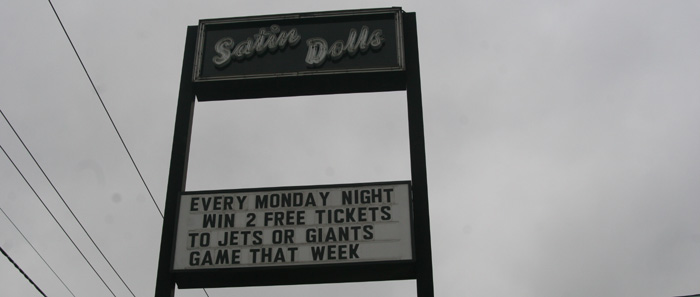 Satin Dolls
EVERY MONDAY NIGHT
WIN 2 FREE TICKETS
TO JETS OR GIANTS
GAME THAT WEEK